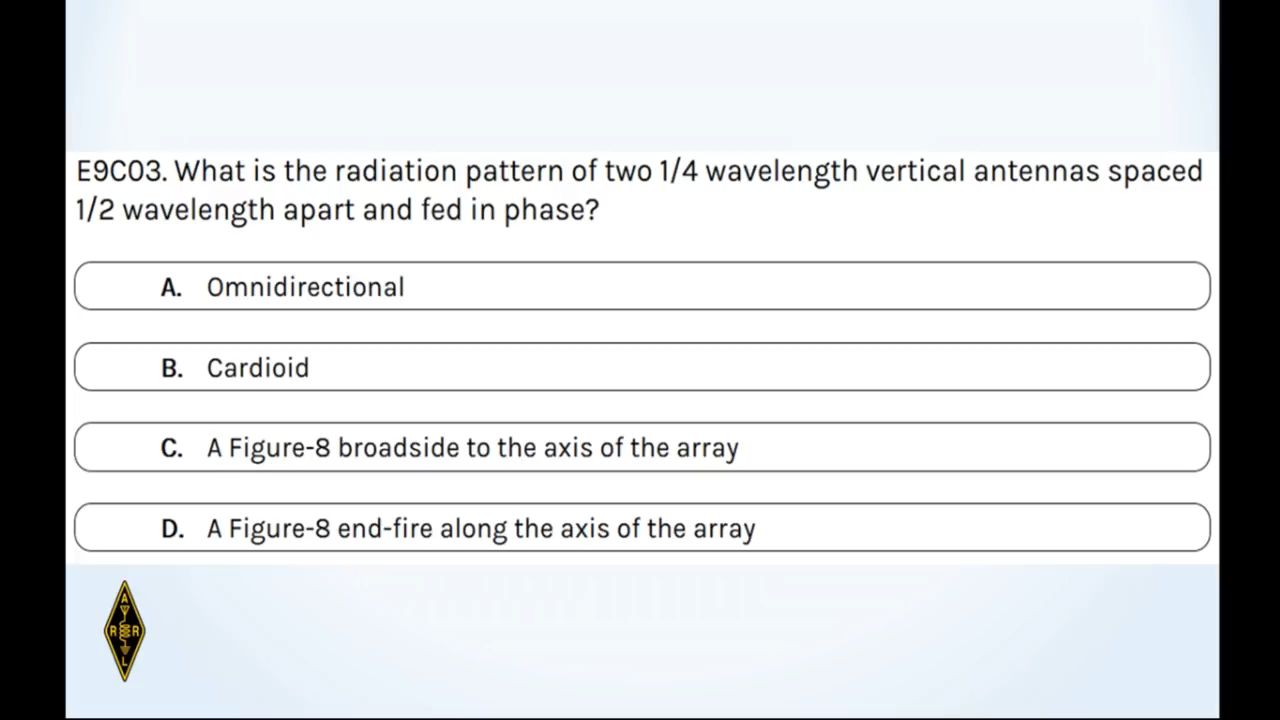 E9C03. What is the radiation pattern of two 1/4 wavelength vertical antennas spaced
1/2 wavelength apart and fed in phase?
A. Omnidirectional
B. Cardioid
C. A Figure-8 broadside to the axis of the array
D. A Figure-8 end-fire along the axis of the array
A
R R
L